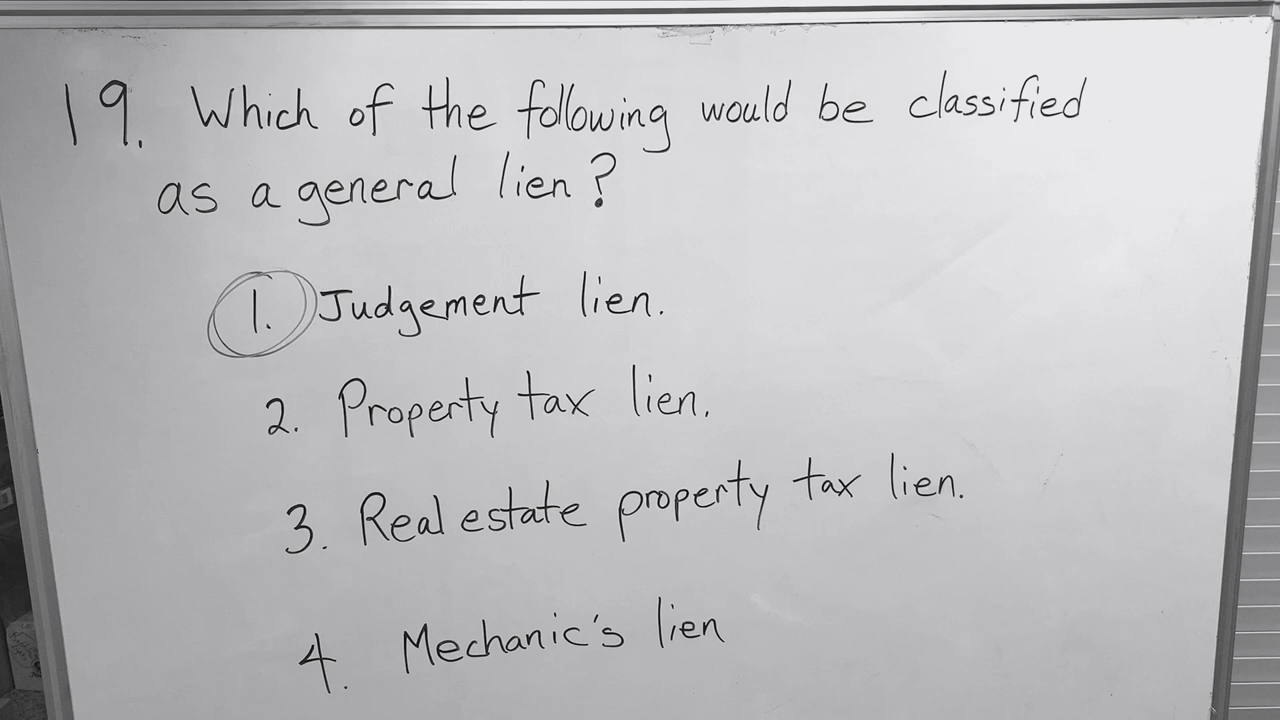 19. Which of the following would be classified
as a general lien?
1. Judgement lien.
2. Property tax lien.
3. Real estate property tax lien.
4. Mechanic's lien